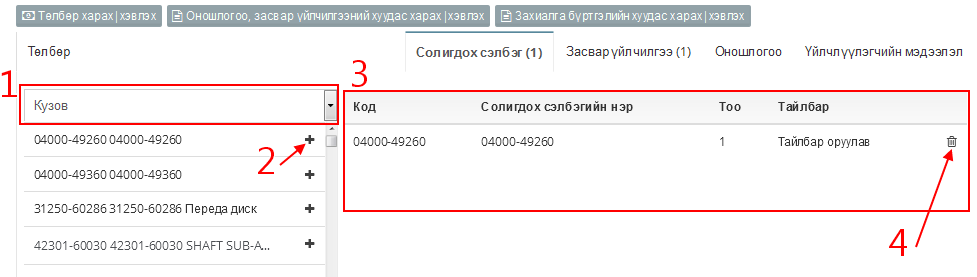 Төлбөр харах|хэвлэх Оношлогоо, засвар үйлчилгээний хуудас харах|хэвлэх Захиалга бүртгэлийн хуудас харах|хэвлэх
Төлбөр Солигдох сэлбэг (1) Засвар үйлчилгээ (1) Оношлогоо Үйлчлүүлэгчийн мэдээлэл
1 3
Кузов
Код Солигдох сэлбэгийн нэр Тоо Тайлбар
04000-49260 04000-49260
04000-49260 04000-49260 1 Тайлбар оруулав
2
04000-49360 04000-49360
31250-60286 31250-60286 Переда диск
4
42301-60030 42301-60030 SHAFT SUB-A...